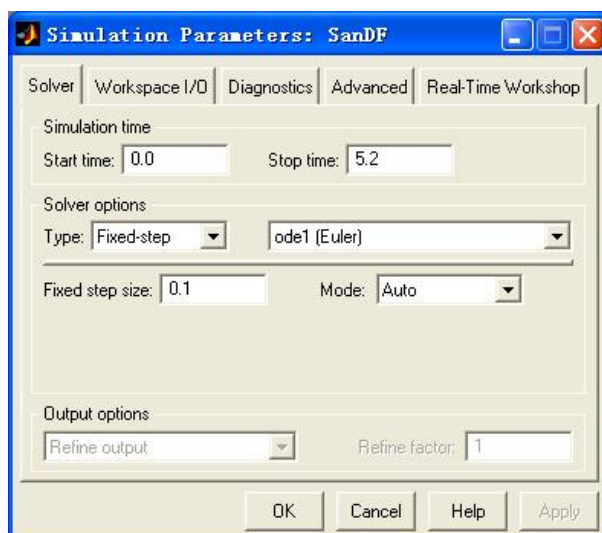 Simulation Parameters: SanDF
Solver Workspace I/O Diagnostics Advanced Real-Time Workshop
Simulation time
Start time: 0.0 Stop time: 5.2
Solver options
Type: Fixed-step ode1 (Euler)
Fixed step size: 0.1 Mode: Auto
Output options
Refine output Refine factor: 1
OK Cancel Help Apply